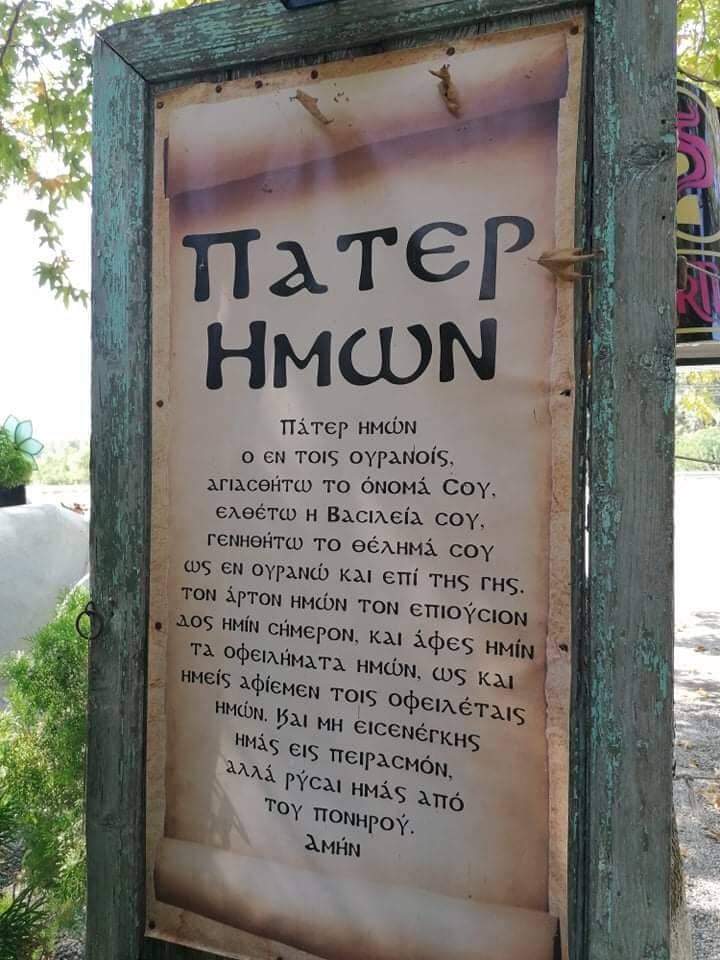 Πατερ
Ημων
Πάτερ ημών
ο εν τοις ουρανοίς,
αγιασθήτω το όνομά Σου,
ελθέτω η Βασιλεία σου,
γενηθήτω το θέλημά σου
ως εν ουρανώ και επί της γης.
τον άρτον ημών τον επιούσιον
δος ημίν σήμερον, και άφες ημίν
τα οφειλήματα ημών, ως και
ημείς αφίεμεν τοις οφειλέταις
ημών. Και μη εισενέγκης
ημάς εις πειρασμόν,
αλλά ρύσαι ημάς από
του πονηρού.
Αμήν